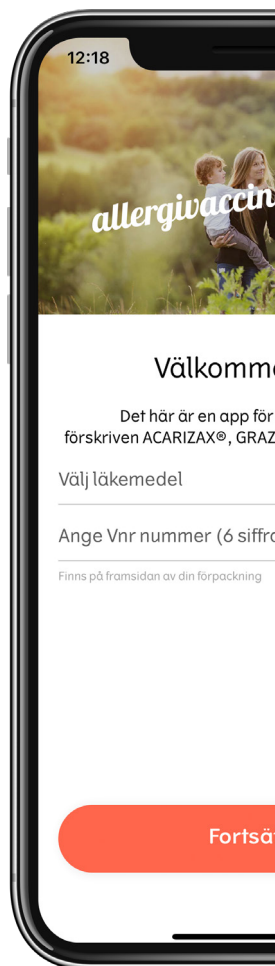 12:18
allergivaccin
Välkomme
Det här är en app för
förskriven ACARIZAX®, GRAZ
Välj läkemedel
Ange Vnr nummer (6 siffro
Finns på framsidan av din förpackning
Fortsä